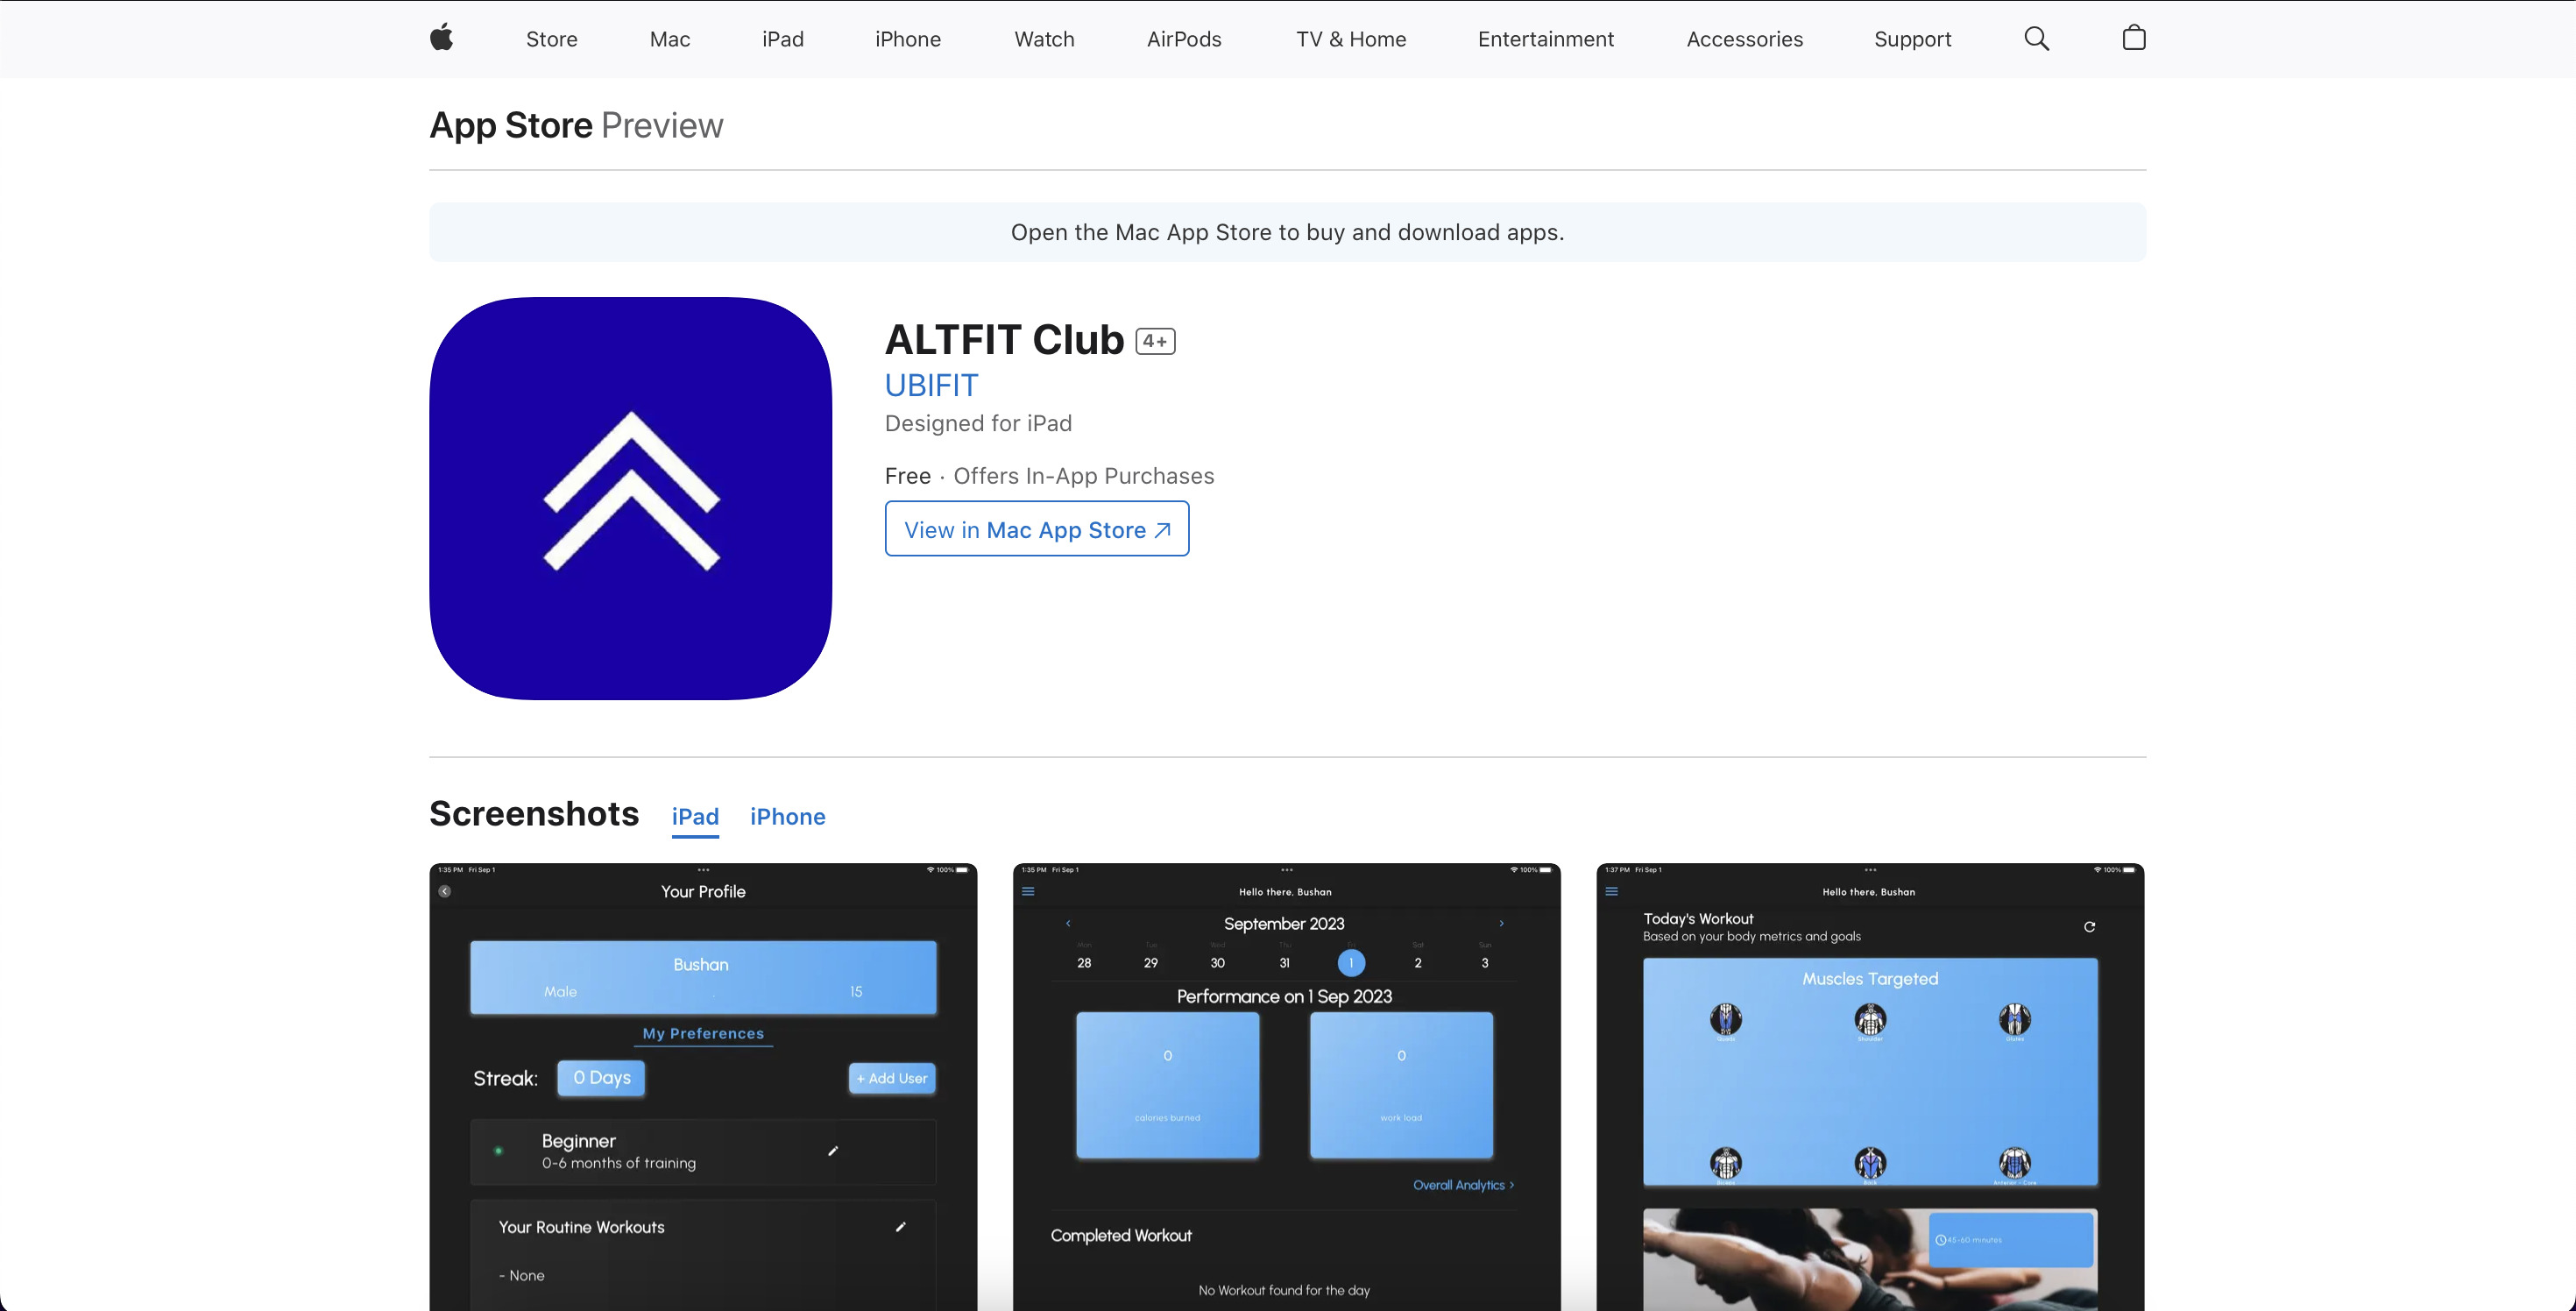 Store Mac iPad iPhone Watch AirPods TV & Home Entertainment Accessories Support
App Store Preview
Open the Mac App Store to buy and download apps.
ALTFIT Club 4+
UBIFIT
Designed for iPad
Free · Offers In-App Purchases
View in Mac App Store
Screenshots iPad iPhone
1:35 PM Fri Sep 1 100%
Your Profile
Bushan
Male . 15
My Preferences
Streak: 0 Days + Add User
Beginner
0-6 months of training
Your Routine Workouts
- None
1:35 PM Fri Sep 1 100%
Hello there, Bushan
September 2023
Mon Tue Wed Thu Fri Sat Sun
28 29 30 31 1 2 3
Performance on 1 Sep 2023
0 0
calories burned work load
Overall Analytics >
Completed Workout
No Workout found for the day
1:37 PM Fri Sep 1 100%
Hello there, Bushan
Today's Workout
Based on your body metrics and goals
Muscles Targeted
Shoulder
45-60 minutes